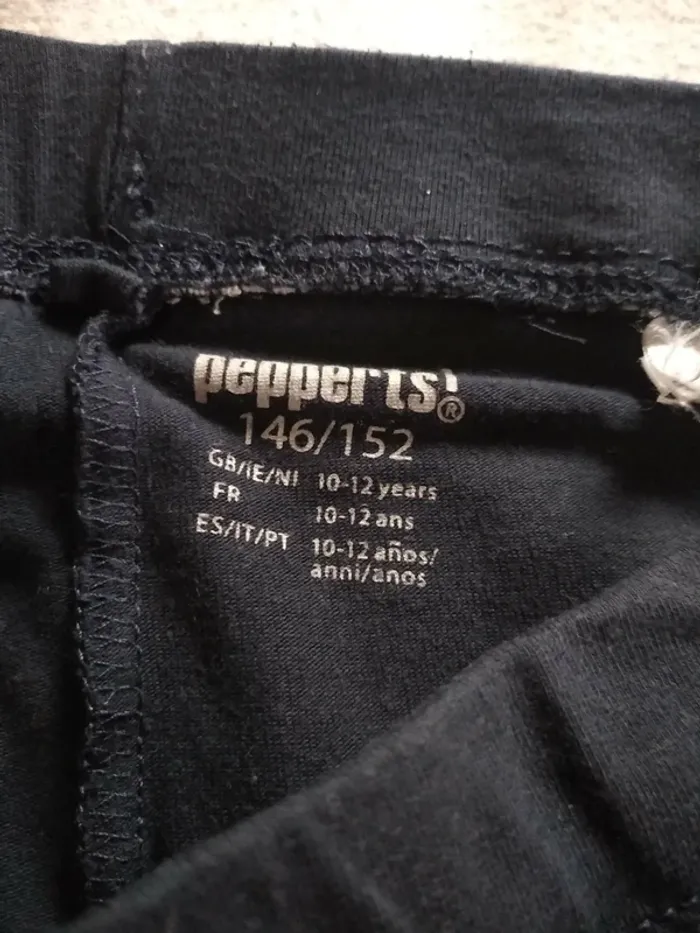 pepperts!®
146/152
GB/IE/NI 10-12 years
FR 10-12 ans
ES/IT/PT 10-12 años/
anni/anos